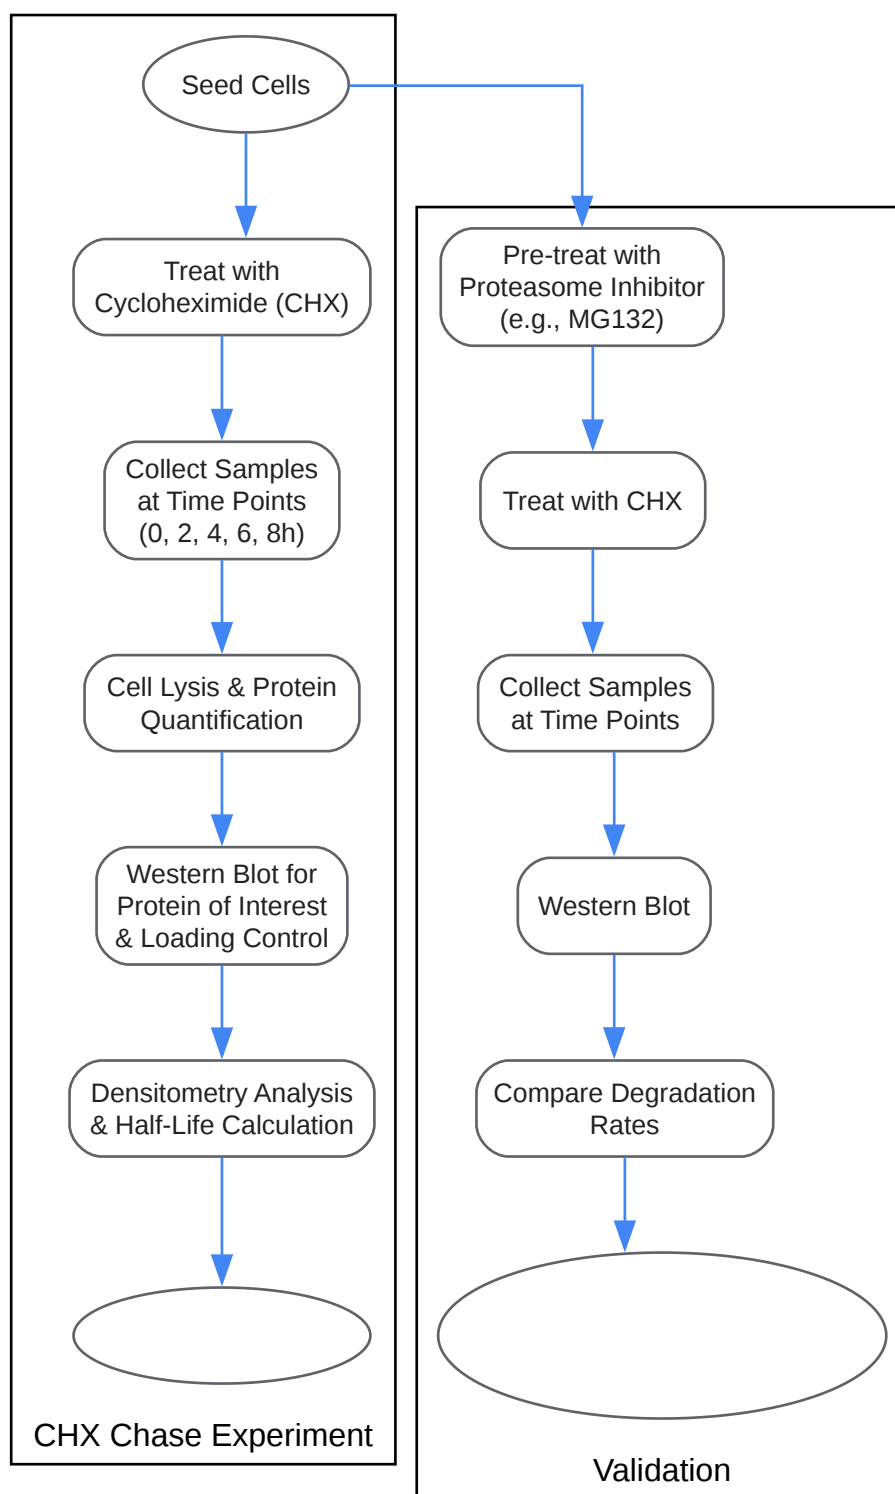 Seed Cells
Treat with
Cycloheximide (CHX)
Collect Samples
at Time Points
(0, 2, 4, 6, 8h)
Cell Lysis & Protein
Quantification
Western Blot for
Protein of Interest
& Loading Control
Densitometry Analysis
& Half-Life Calculation
CHX Chase Experiment
Pre-treat with
Proteasome Inhibitor
(e.g., MG132)
Treat with CHX
Collect Samples
at Time Points
Western Blot
Compare Degradation
Rates
Validation